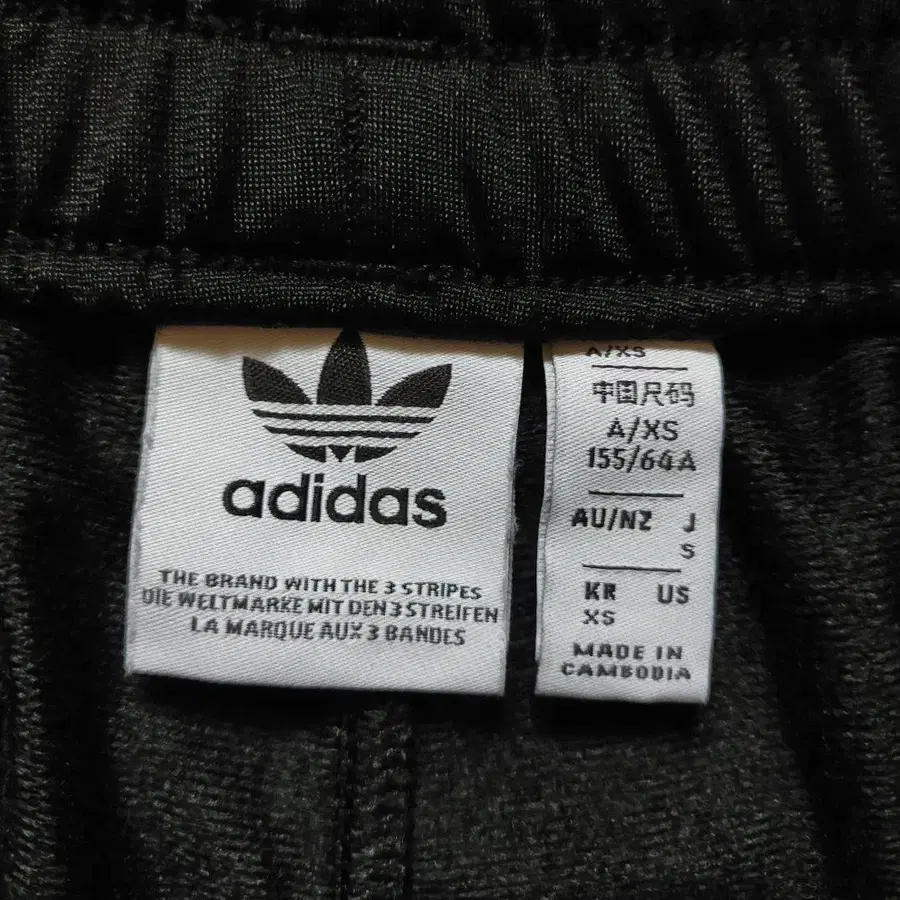 adidas
THE BRAND WITH THE 3 STRIPES
DIE WELTMARKE MIT DEN 3 STREIFEN
LA MARQUE AUX 3 BANDES
A/XS
中国尺码
A/XS
155/64A
AU/NZ J
S
KR US
XS
MADE IN
CAMBODIA